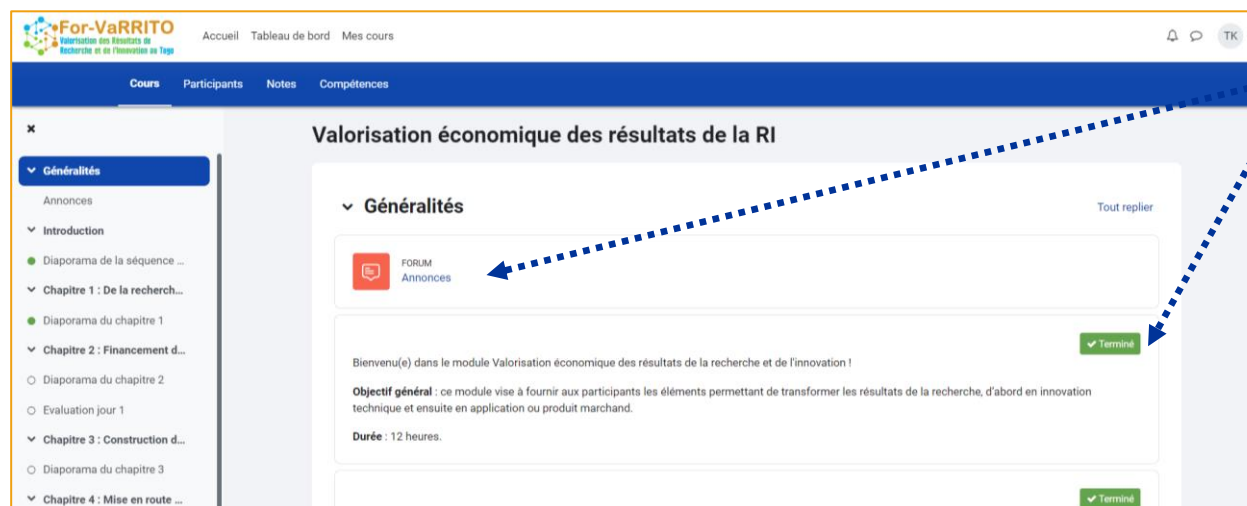 For-VaRRITO
Valorisation des Résultats de
Recherche et de l'Innovation au Togo
Accueil Tableau de bord Mes cours
TK
Cours Participants Notes Compétences
Généralités
Annonces
Introduction
Diaporama de la séquence ...
Chapitre 1 : De la recherch...
Diaporama du chapitre 1
Chapitre 2 : Financement d...
Diaporama du chapitre 2
Evaluation jour 1
Chapitre 3 : Construction d...
Diaporama du chapitre 3
Chapitre 4 : Mise en route ...
Valorisation économique des résultats de la RI
Généralités
Tout replier
FORUM
Annonces
Terminé
Bienvenu(e) dans le module Valorisation économique des résultats de la recherche et de l'innovation !
Objectif général : ce module vise à fournir aux participants les éléments permettant de transformer les résultats de la recherche, d'abord en innovation
technique et ensuite en application ou produit marchand.
Durée : 12 heures.
Terminé